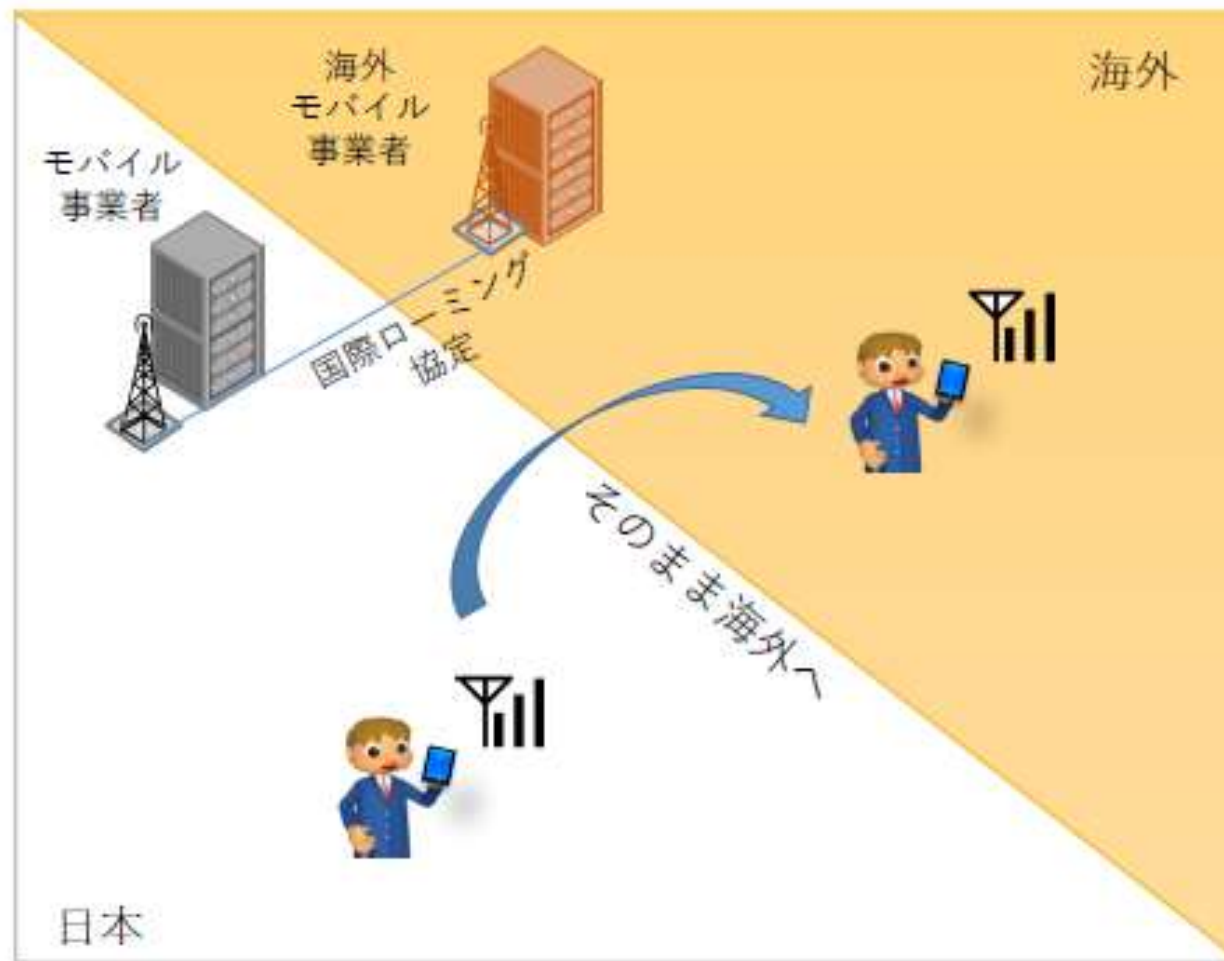 海外
モバイル
事業者
海外
モバイル
事業者
国際ローミング
協定
そのまま海外へ
日本